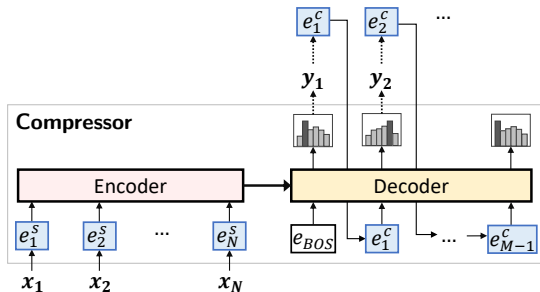 e_1^c e_2^c ...
y_1 y_2
Compressor
Encoder Decoder
e_1^s e_2^s ... e_N^s e_BOS e_1^c ... e_{M-1}^c
x_1 x_2 x_N